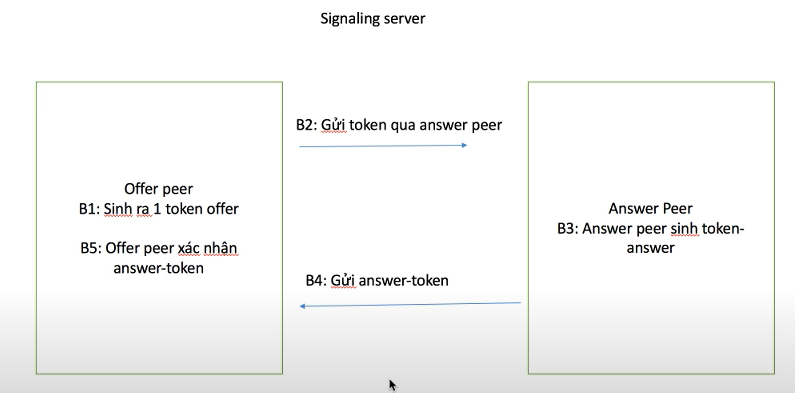 Signaling server
B2: Gửi token qua answer peer
Offer peer
B1: Sinh ra 1 token offer
B5: Offer peer xác nhận
answer-token
Answer Peer
B3: Answer peer sinh token-
answer
B4: Gửi answer-token